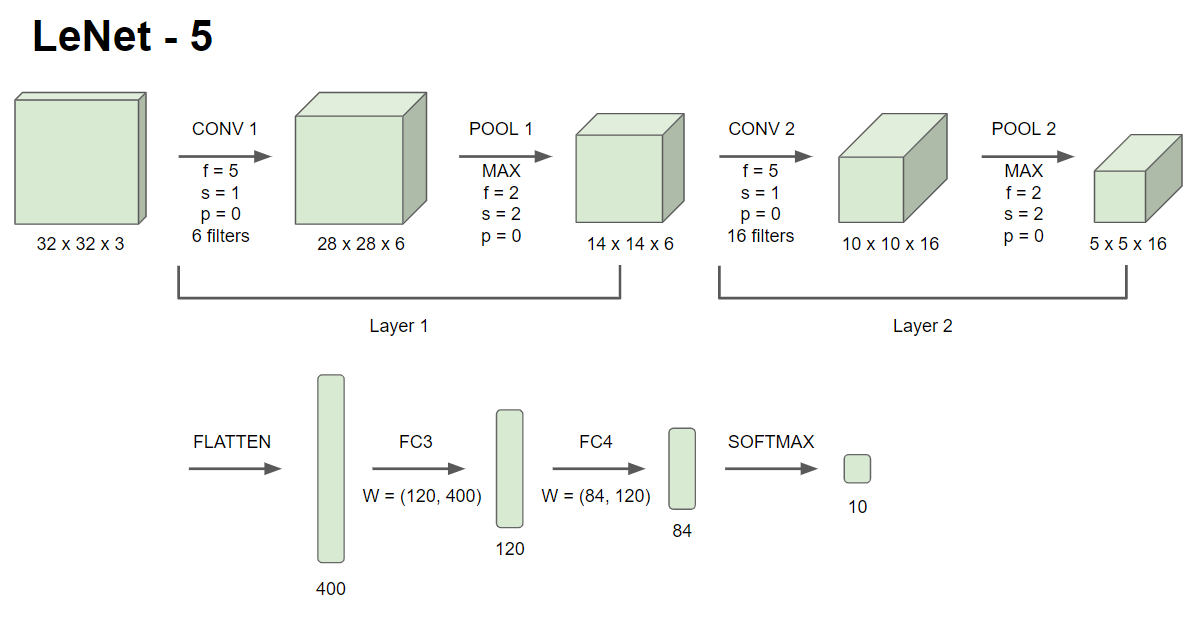 LeNet - 5
CONV 1
f = 5
s = 1
p = 0
6 filters
POOL 1
MAX
f = 2
s = 2
p = 0
CONV 2
f = 5
s = 1
p = 0
16 filters
POOL 2
MAX
f = 2
s = 2
p = 0
32 x 32 x 3
28 x 28 x 6
14 x 14 x 6
10 x 10 x 16
5 x 5 x 16
Layer 1
Layer 2
FLATTEN
400
FC3
W = (120, 400)
120
FC4
W = (84, 120)
84
SOFTMAX
10